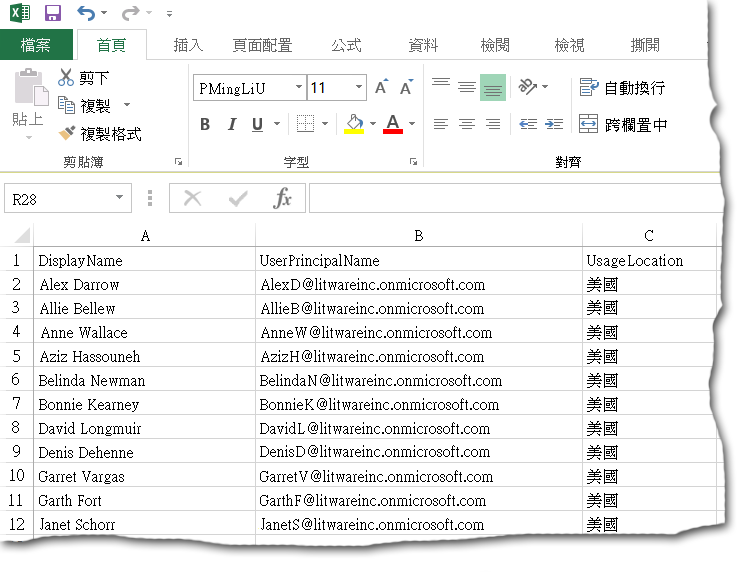 檔案 首頁 插入 頁面配置 公式 資料 檢閱 檢視 撕開
貼上
剪下
複製
複製格式
剪貼簿
PMingLiU 11
B I U A
字型
自動換行
跨欄置中
對齊
R28 fx
A B C
1 DisplayName UserPrincipalName UsageLocation
2 Alex Darrow AlexD@litwareinc.onmicrosoft.com 美國
3 Allie Bellew AllieB@litwareinc.onmicrosoft.com 美國
4 Anne Wallace AnneW@litwareinc.onmicrosoft.com 美國
5 Aziz Hassouneh AzizH@litwareinc.onmicrosoft.com 美國
6 Belinda Newman BelindaN@litwareinc.onmicrosoft.com 美國
7 Bonnie Kearney BonnieK@litwareinc.onmicrosoft.com 美國
8 David Longmuir DavidL@litwareinc.onmicrosoft.com 美國
9 Denis Dehenne DenisD@litwareinc.onmicrosoft.com 美國
10 Garret Vargas GarretV@litwareinc.onmicrosoft.com 美國
11 Garth Fort GarthF@litwareinc.onmicrosoft.com 美國
12 Janet Schorr JanetS@litwareinc.onmicrosoft.com 美國